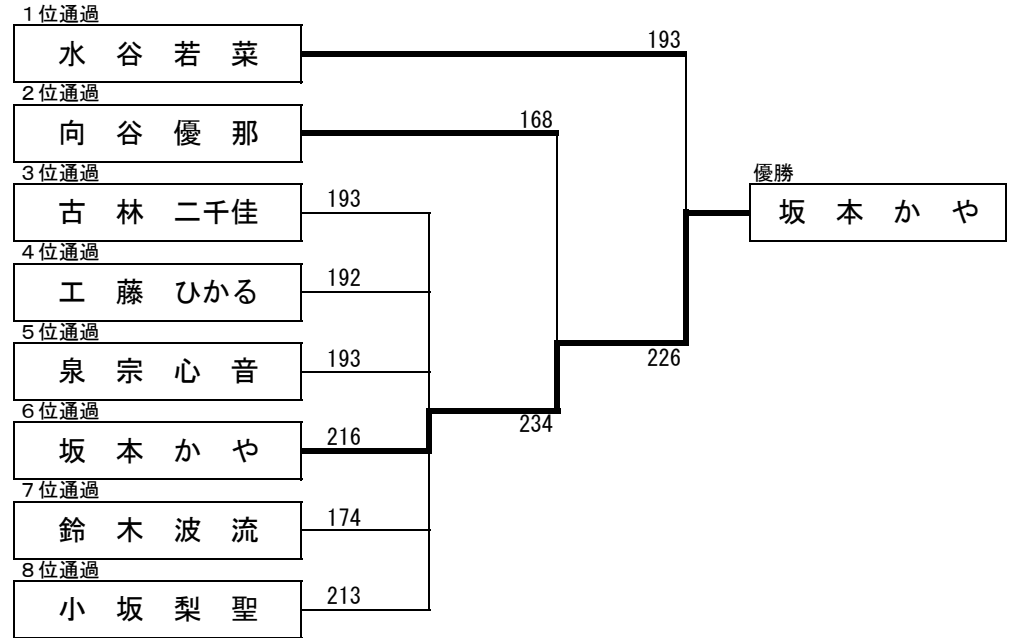 1位通過
水 谷 若 菜
193
2位通過
向 谷 優 那
168
3位通過
古 林 二千佳
193
優勝
坂 本 か や
4位通過
工 藤 ひかる
192
5位通過
泉 宗 心 音
193
226
6位通過
坂 本 か や
216
234
7位通過
鈴 木 波 流
174
8位通過
小 坂 梨 聖
213